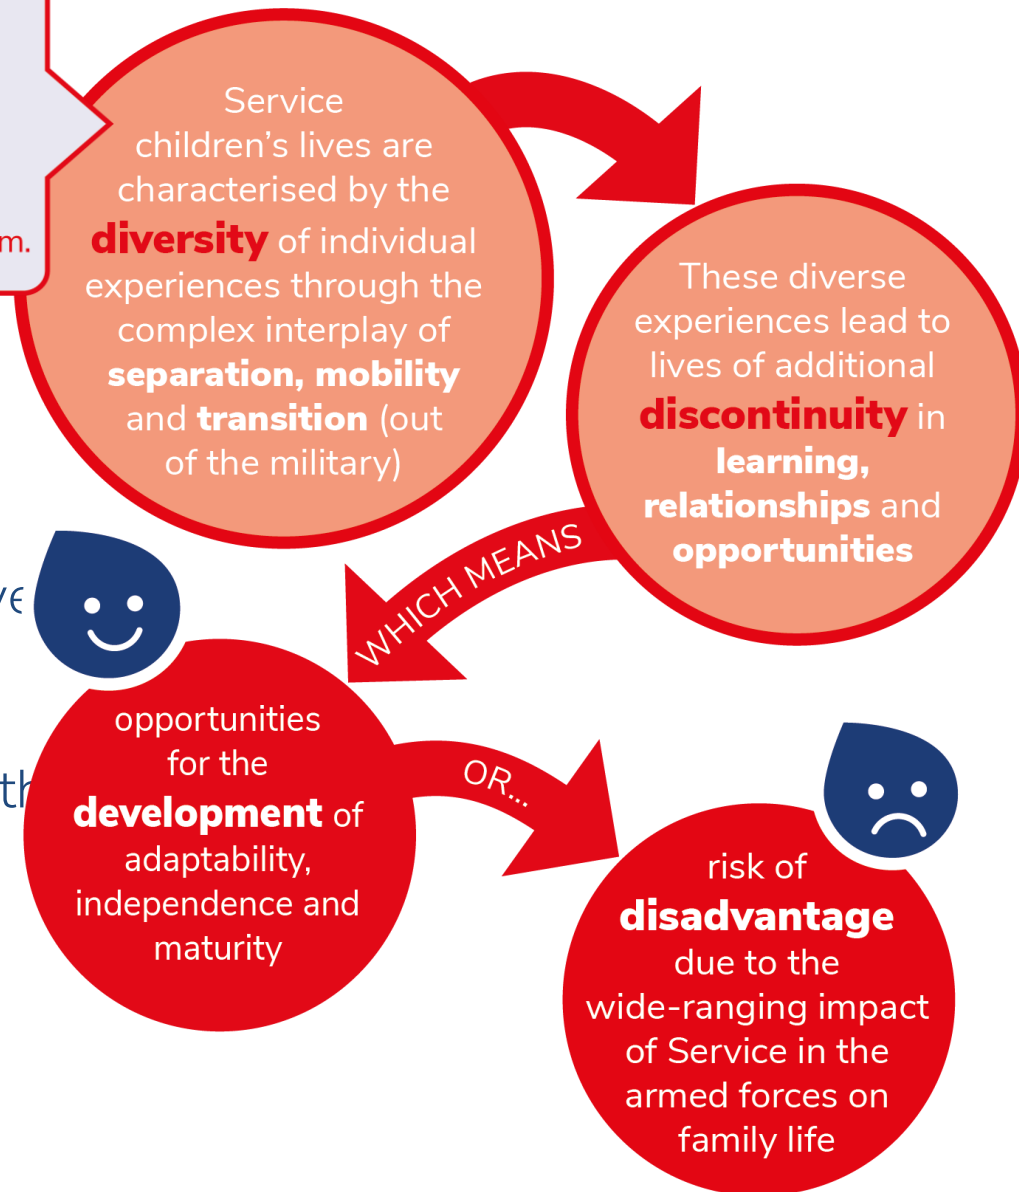 m.
Service
children’s lives are
characterised by the
diversity of individual
experiences through the
complex interplay of
separation, mobility
and transition (out
of the military)
These diverse
experiences lead to
lives of additional
discontinuity in
learning,
relationships and
opportunities
WHICH MEANS
opportunities
for the
development of
adaptability,
independence and
maturity
OR...
risk of
disadvantage
due to the
wide-ranging impact
of Service in the
armed forces on
family life